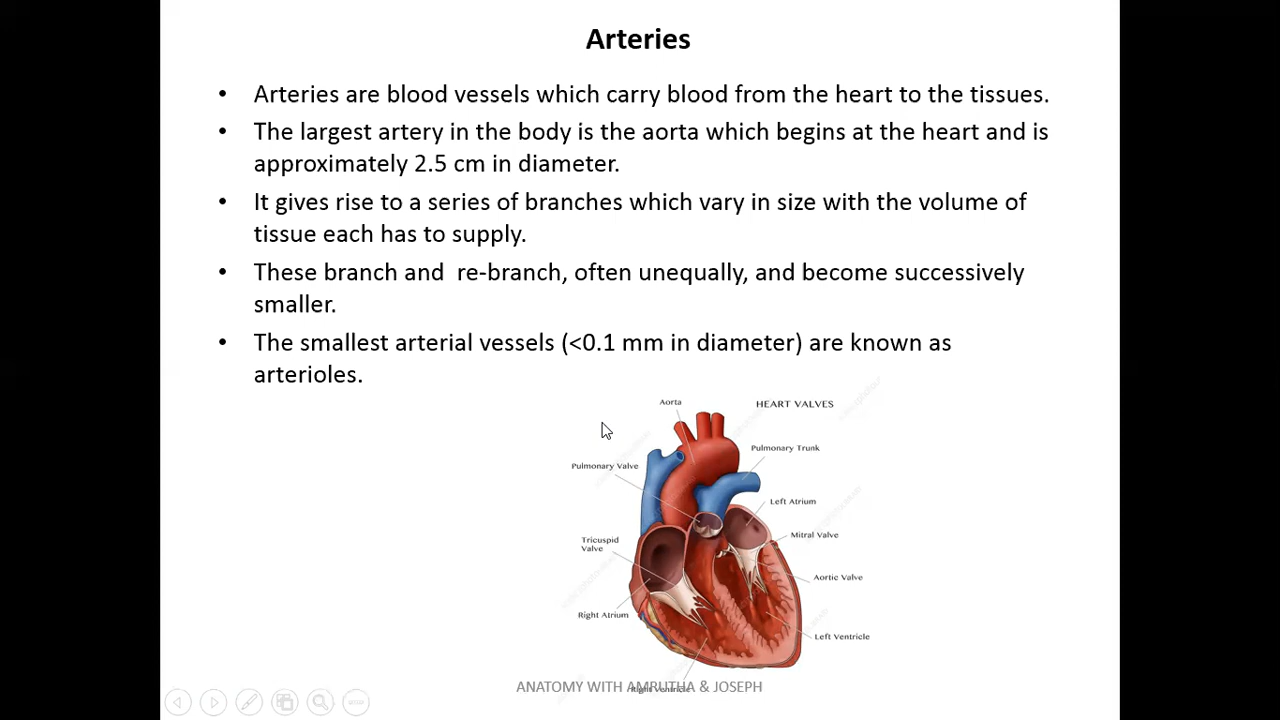 Arteries
• Arteries are blood vessels which carry blood from the heart to the tissues.
• The largest artery in the body is the aorta which begins at the heart and is
approximately 2.5 cm in diameter.
• It gives rise to a series of branches which vary in size with the volume of
tissue each has to supply.
• These branch and  re-branch, often unequally, and become successively
smaller.
• The smallest arterial vessels (<0.1 mm in diameter) are known as
arterioles.
Aorta
HEART VALVES
Pulmonary Trunk
Pulmonary Valve
Left Atrium
Mitral Valve
Tricuspid
Valve
Aortic Valve
Right Atrium
Left Ventricle
Right Ventricle
ANATOMY WITH AMRUTHA & JOSEPH